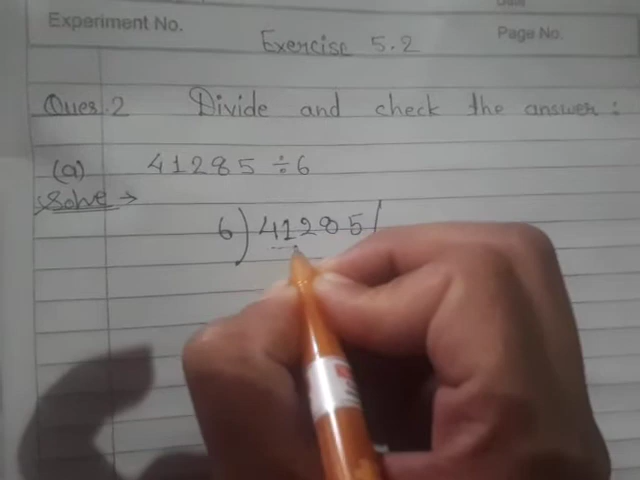 Experiment No.
Page No.
Exercise 5.2
Ques.2 Divide and check the answer:
(a) 41285 ÷ 6
Solve →
6)41285(